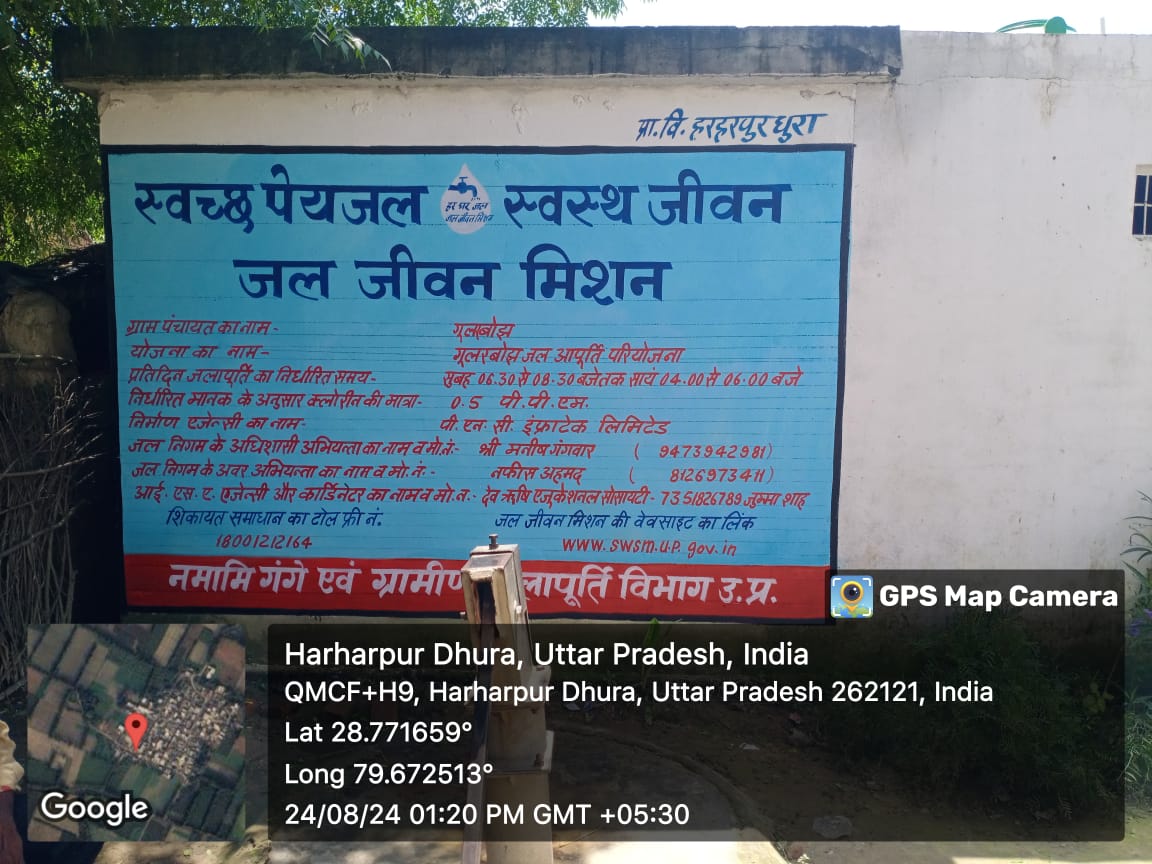 प्रा.वि. हरहरपुर धुरा
स्वच्छ पेयजल स्वस्थ जीवन
हर घर जल
जल जीवन मिशन
जल जीवन मिशन
ग्राम पंचायत का नाम - गूलरबोझ
योजना का नाम - गूलरबोझ जल आपूर्ति परियोजना
प्रतिदिन जलापूर्ति का निर्धारित समय - सुबह 06.30 से 08.30 बजे तक सायं 04.00 से 06.00 बजे
निर्धारित मानक के अनुसार क्लोरीन की मात्रा - 0.5 पी.पी.एम.
निर्माण एजेन्सी का नाम - पी.एन.सी. इंफ्राटेक लिमिटेड
जल निगम के अधिशासी अभियन्ता का नाम व मो.नं:- श्री मनीष गंगवार ( 9473942981)
जल निगम के अवर अभियन्ता का नाम व मो.नं.- नफीस अहमद ( 8126973411)
आई. एस. ए. एजेन्सी और कार्डिनेटर का नाम व मो.न.- देव ऋषि एजूकेशनल सोसायटी - 7351826789 जुम्मा शाह
शिकायत समाधान का टोल फ्री नं. जल जीवन मिशन की वेवसाइट का लिंक
18001212164 www.swsm.u.p.gov.in
नमामि गंगे एवं ग्रामीण लापूर्ति विभाग उ.प्र.
GPS Map Camera
Harharpur Dhura, Uttar Pradesh, India
QMCF+H9, Harharpur Dhura, Uttar Pradesh 262121, India
Lat 28.771659°
Long 79.672513°
24/08/24 01:20 PM GMT +05:30
Google